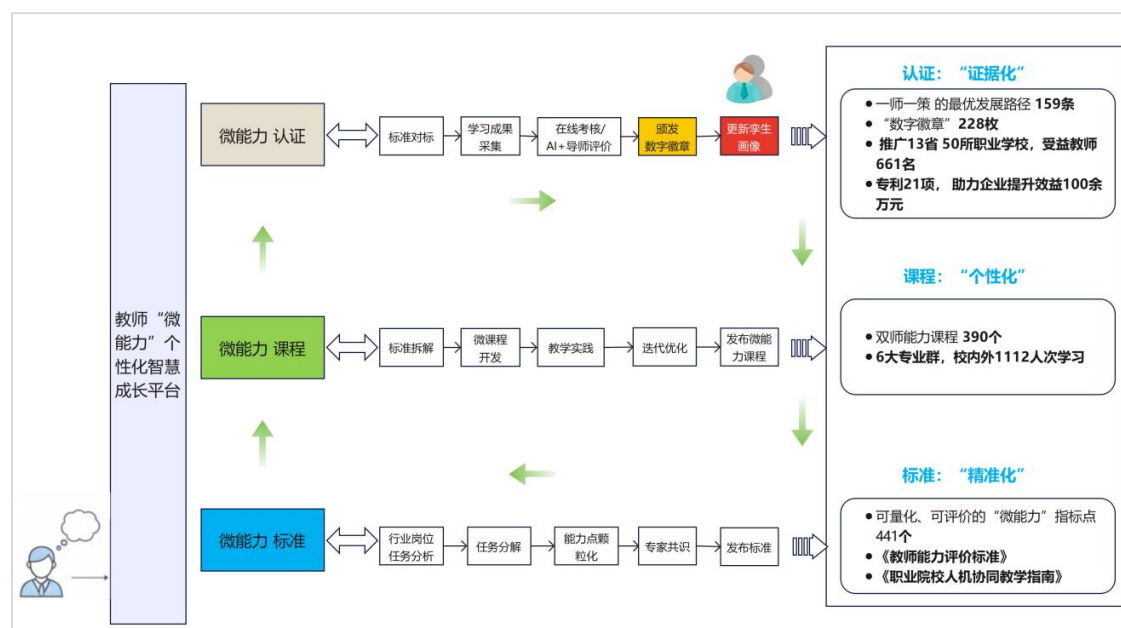 教师“微
能力”个
性化智慧
成长平台
微能力 认证
标准对标
学习成果
采集
在线考核/
AI+导师评价
颁发
数字徽章
更新孪生
画像
认证：“证据化”
一师一策 的最优发展路径 159条
“数字徽章”228枚
推广13省 50所职业学校，受益教师
661名
专利21项， 助力企业提升效益100余
万元
微能力 课程
标准拆解
微课程
开发
教学实践
迭代优化
发布微能
力课程
课程：“个性化”
双师能力课程 390个
6大专业群，校内外1112人次学习
微能力 标准
行业岗位
任务分析
任务分解
能力点颗
粒化
专家共识
发布标准
标准：“精准化”
可量化、可评价的“微能力”指标点
441个
《教师能力评价标准》
《职业院校人机协同教学指南》